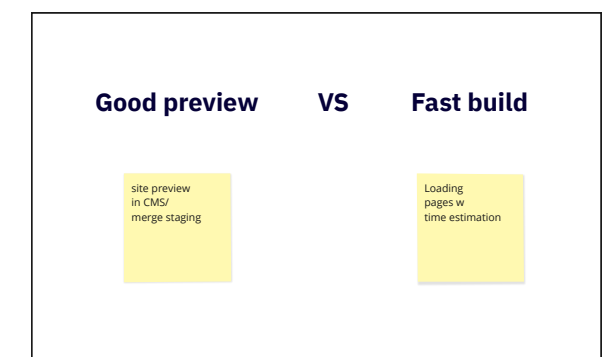 Good preview VS Fast build
site preview
in CMS/
merge staging
Loading
pages w
time estimation